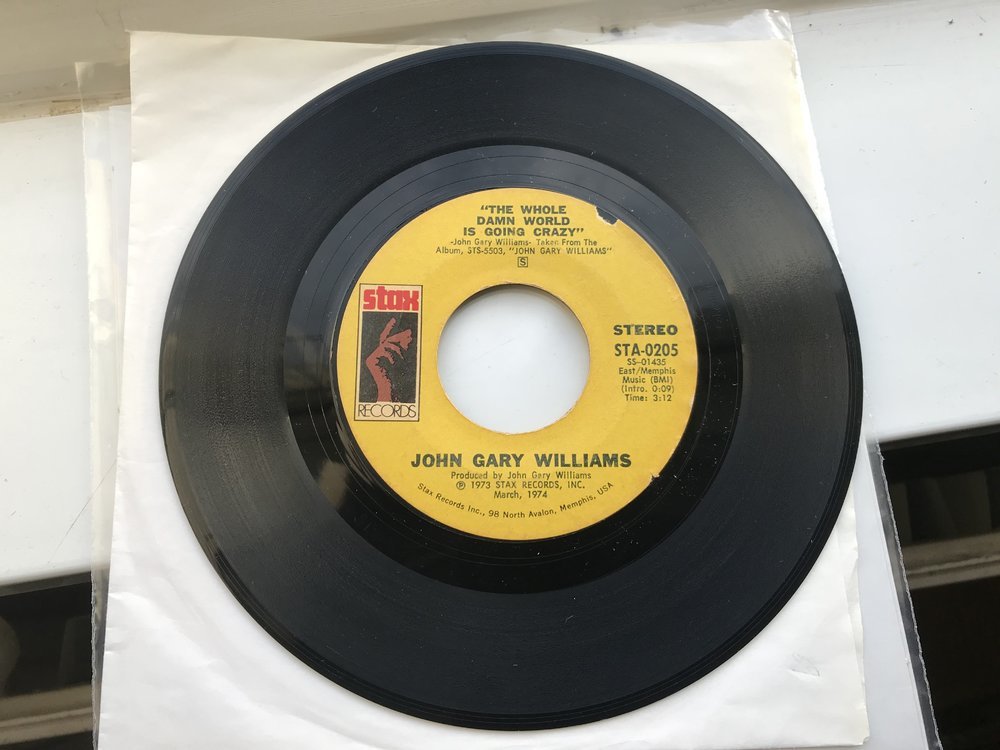 "THE WHOLE
DAMN WORLD
IS GOING CRAZY"
-John Gary Williams- Taken From The
Album, STS-5503, "JOHN GARY WILLIAMS"
S
stax
RECORDS
STEREO
STA-0205
SS-01435
East/Memphis
Music (BMI)
(Intro. 0:09)
Time: 3:12
JOHN GARY WILLIAMS
Produced by John Gary Williams
℗ 1973 STAX RECORDS, INC.
March, 1974
Stax Records Inc., 98 North Avalon, Memphis, USA